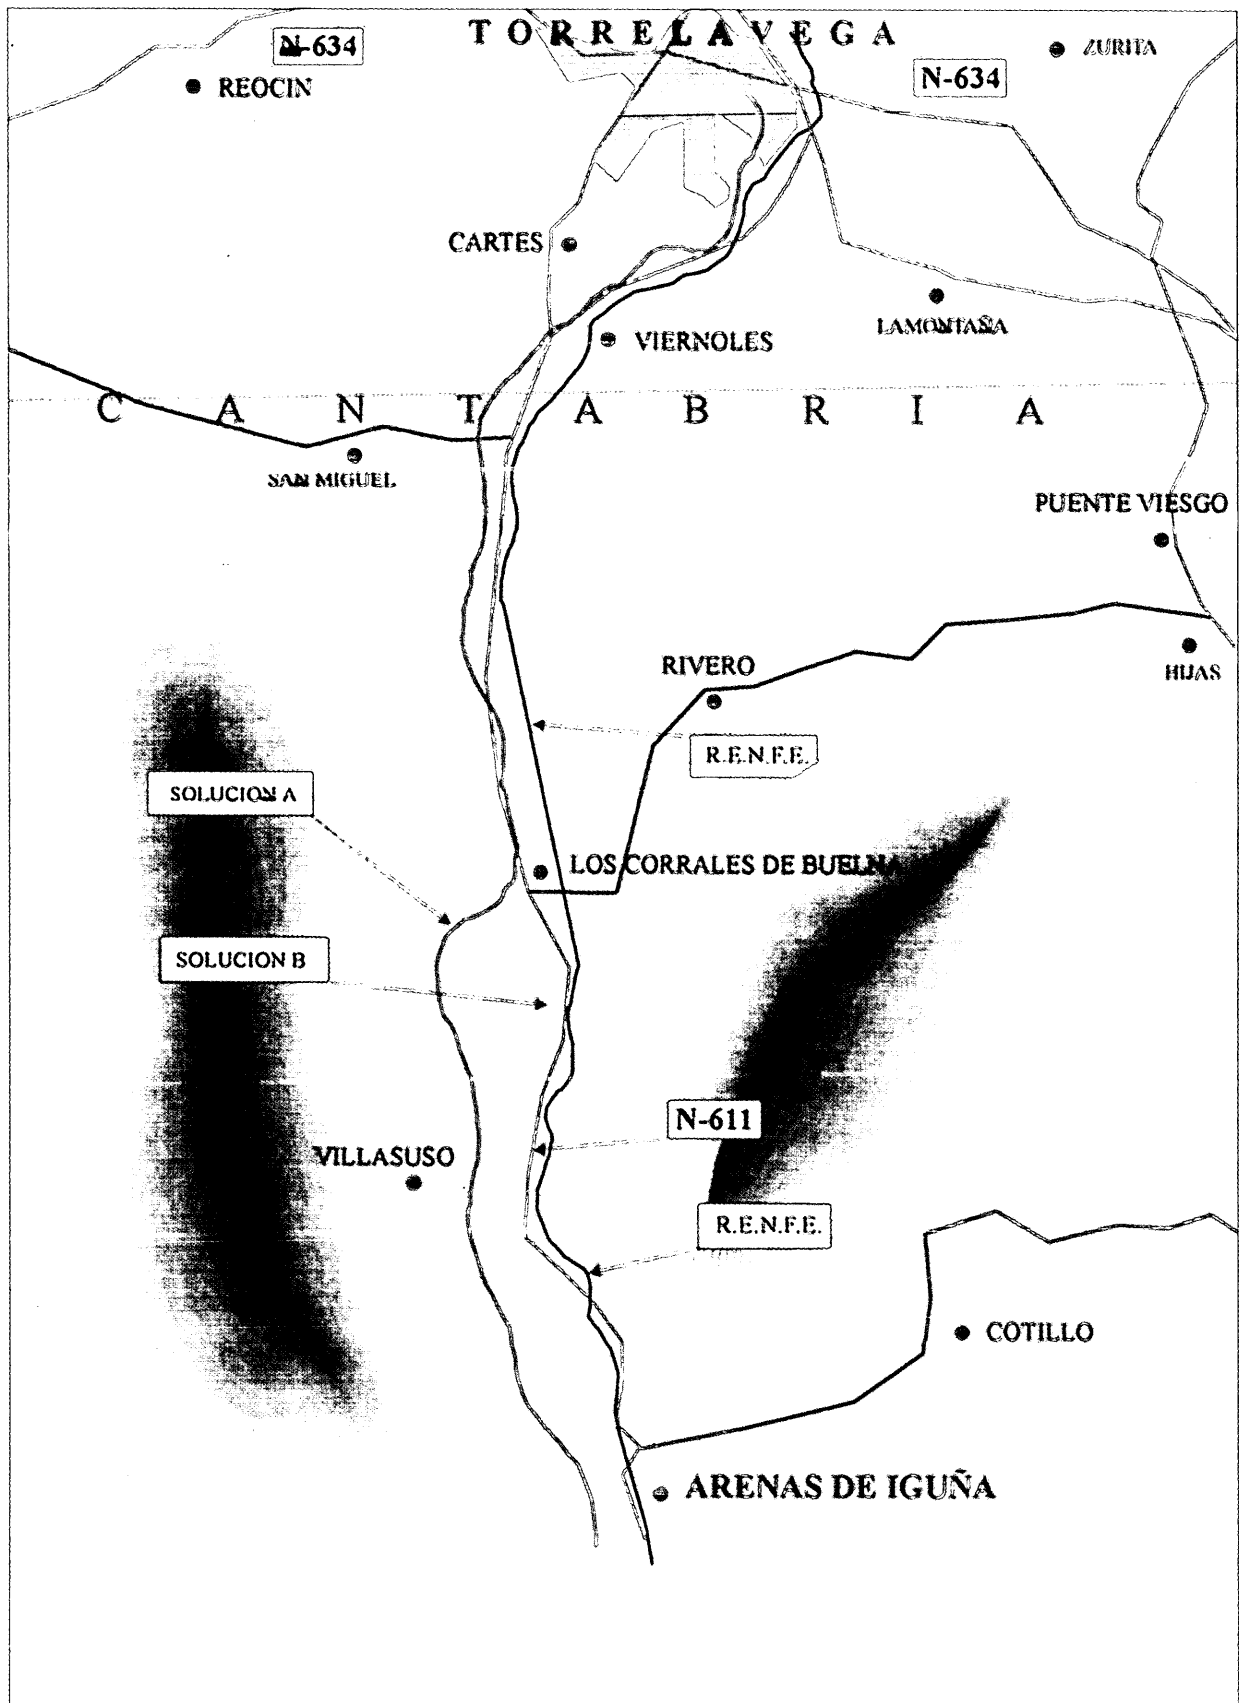 TORRELAVEGA
N-634
ZURITA
REOCIN
N-634
CARTES
LAMONTAÑA
VIERNOLES
CANTABRIA
SAN MIGUEL
PUENTE VIESGO
RIVERO
HIJAS
R.E.N.F.E.
SOLUCION A
LOS CORRALES DE BUELNA
SOLUCION B
N-611
VILLASUSO
R.E.N.F.E.
COTILLO
ARENAS DE IGUÑA